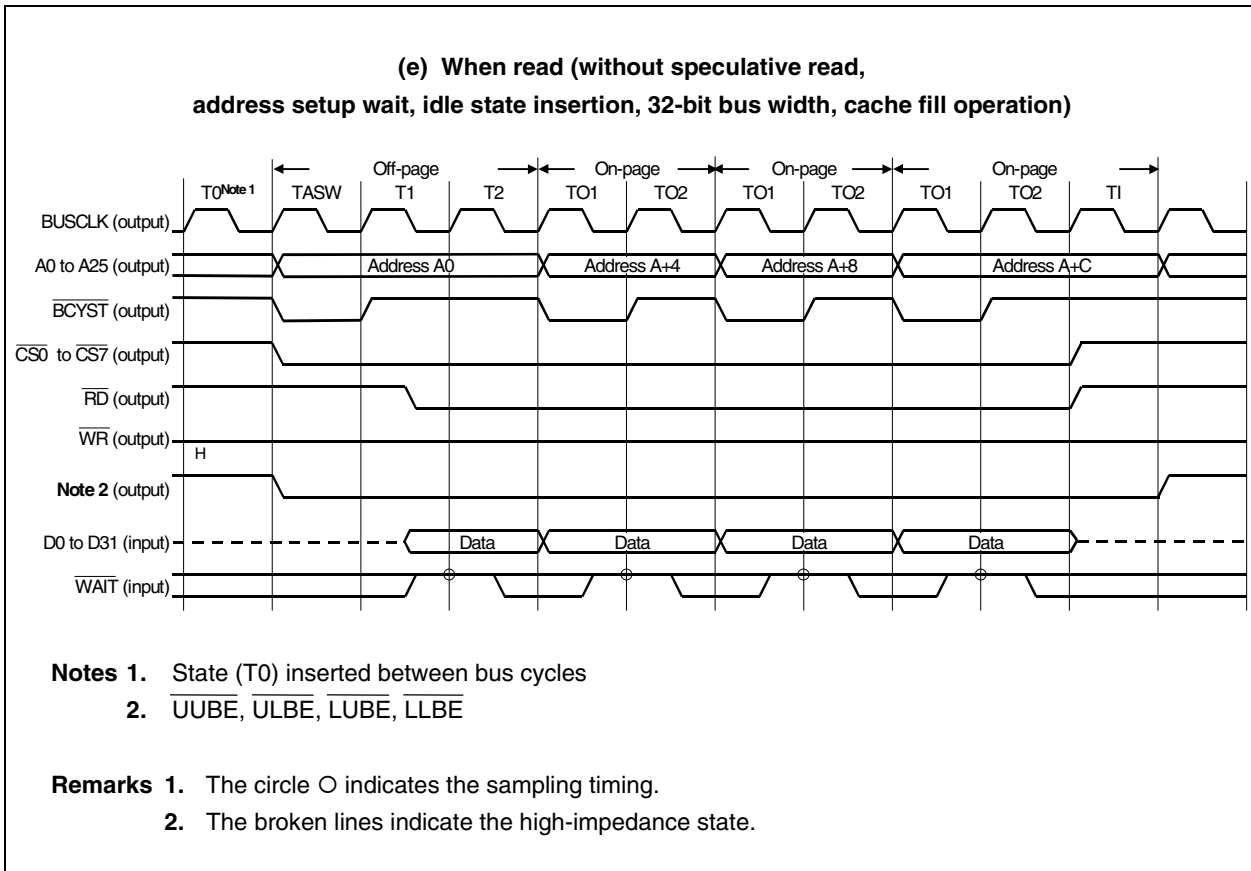 (e) When read (without speculative read,
address setup wait, idle state insertion, 32-bit bus width, cache fill operation)
Off-page On-page On-page On-page
T0Note 1 TASW T1 T2 TO1 TO2 TO1 TO2 TO1 TO2 TI
BUSCLK (output)
A0 to A25 (output) Address A0 Address A+4 Address A+8 Address A+C
BCYST (output)
CS0 to CS7 (output)
RD (output)
WR (output)
H
Note 2 (output)
D0 to D31 (input) Data Data Data Data
WAIT (input)
Notes 1. State (T0) inserted between bus cycles
2. UUBE, ULBE, LUBE, LLBE
Remarks 1. The circle O indicates the sampling timing.
2. The broken lines indicate the high-impedance state.